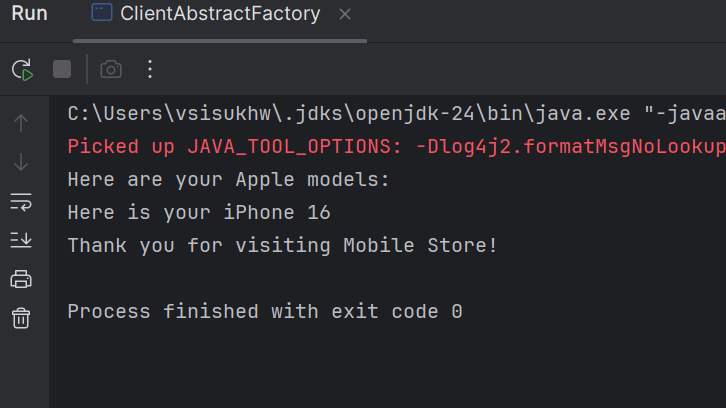 Run ClientAbstractFactory
C:\Users\vsisukhw\.jdks\openjdk-24\bin\java.exe "-javaa
Picked up JAVA_TOOL_OPTIONS: -Dlog4j2.formatMsgNoLookup
Here are your Apple models:
Here is your iPhone 16
Thank you for visiting Mobile Store!
Process finished with exit code 0